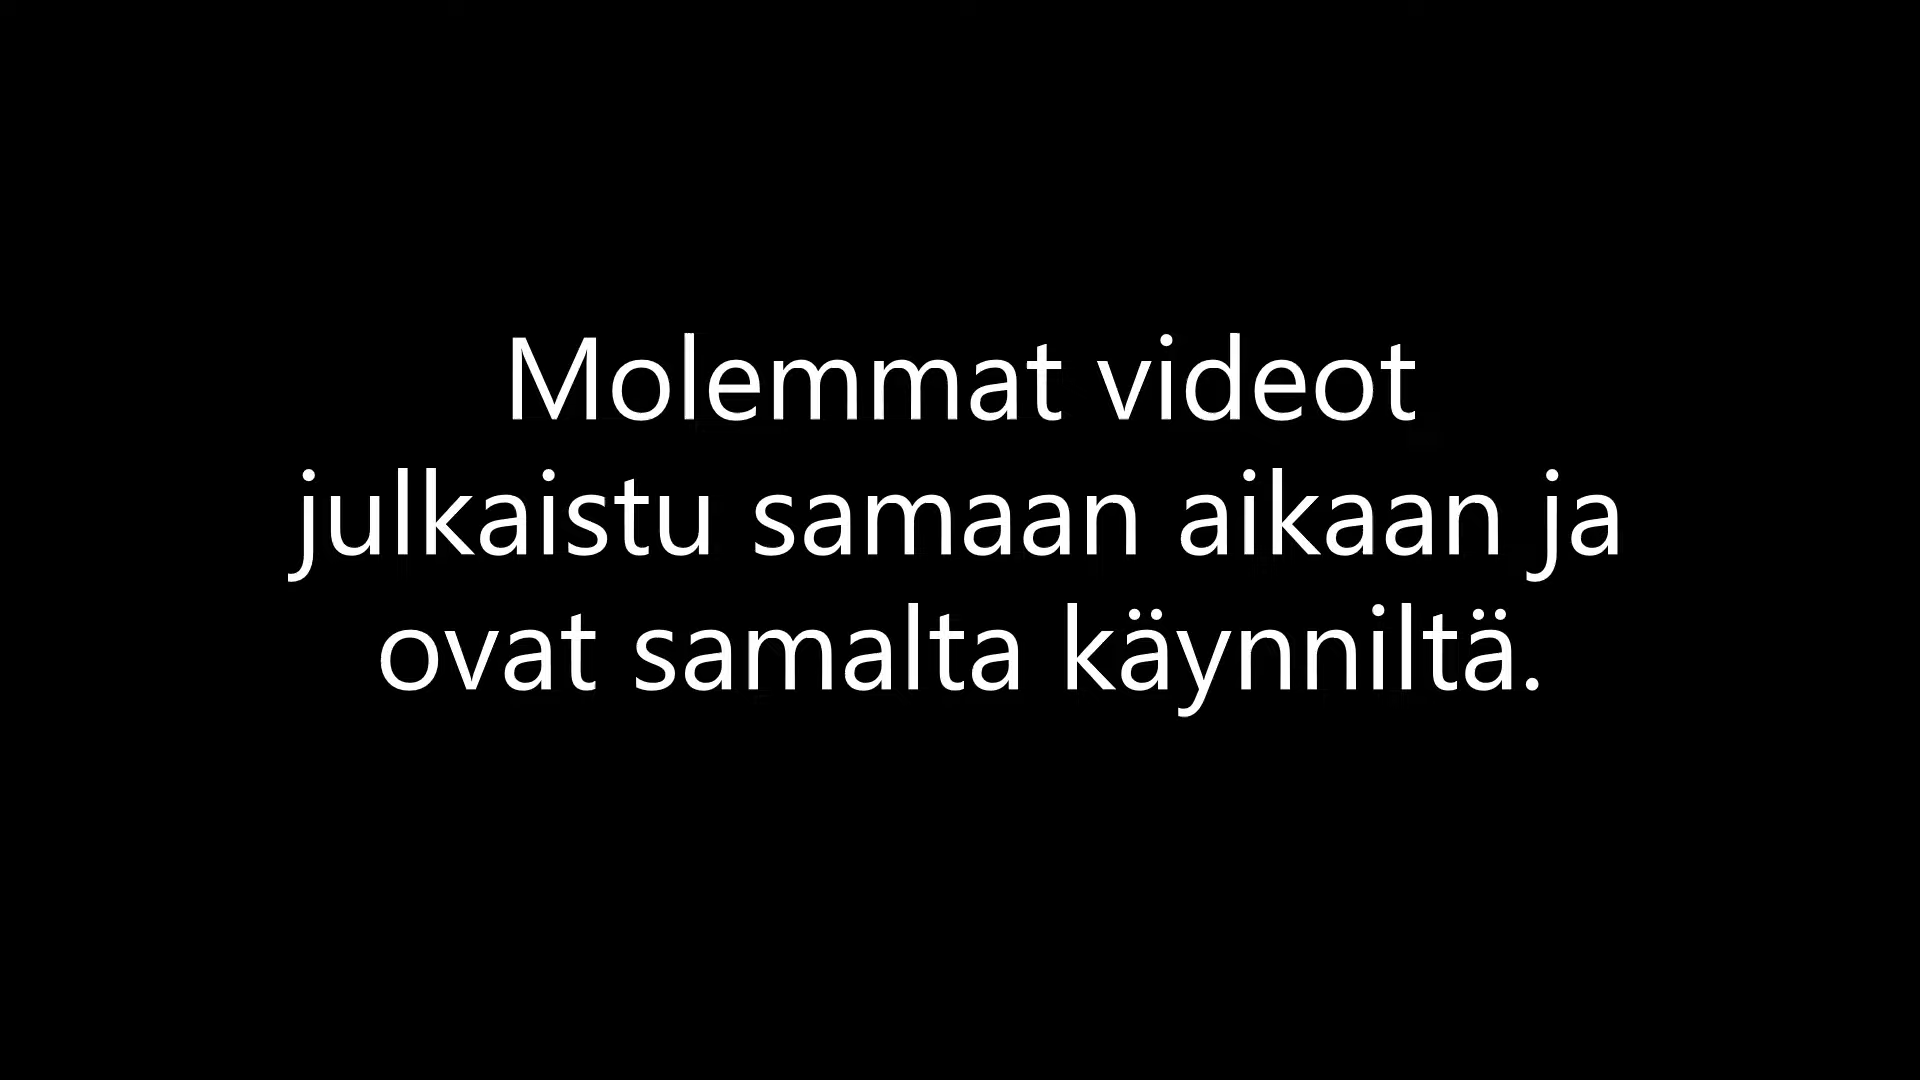 Molemmat videot
julkaistu samaan aikaan ja
ovat samalta käynniltä.